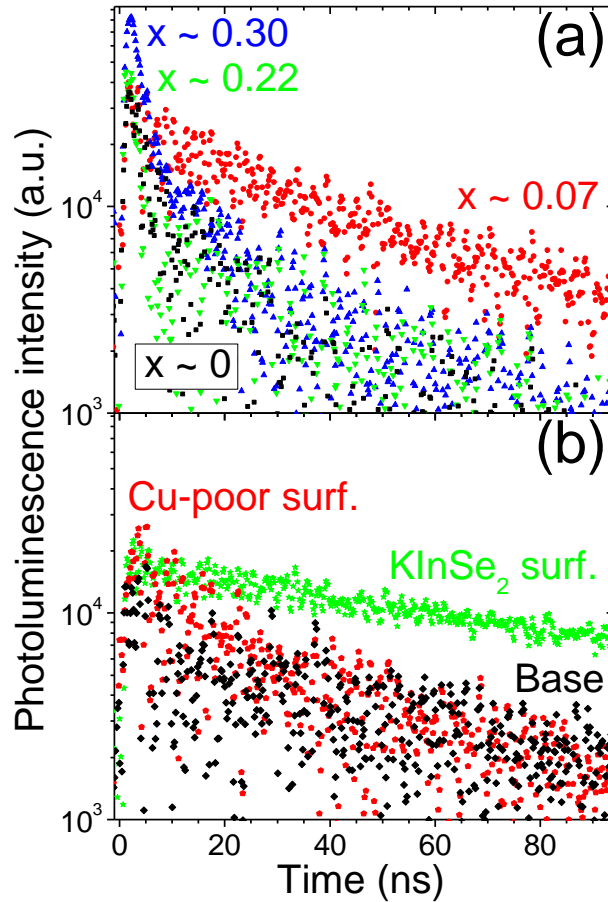 (a)
x ~ 0.30
x ~ 0.22
x ~ 0.07
x ~ 0
10⁴
10³
Photoluminescence intensity (a.u.)
(b)
Cu-poor surf.
KInSe₂ surf.
Base
10⁴
10³
0 20 40 60 80
Time (ns)